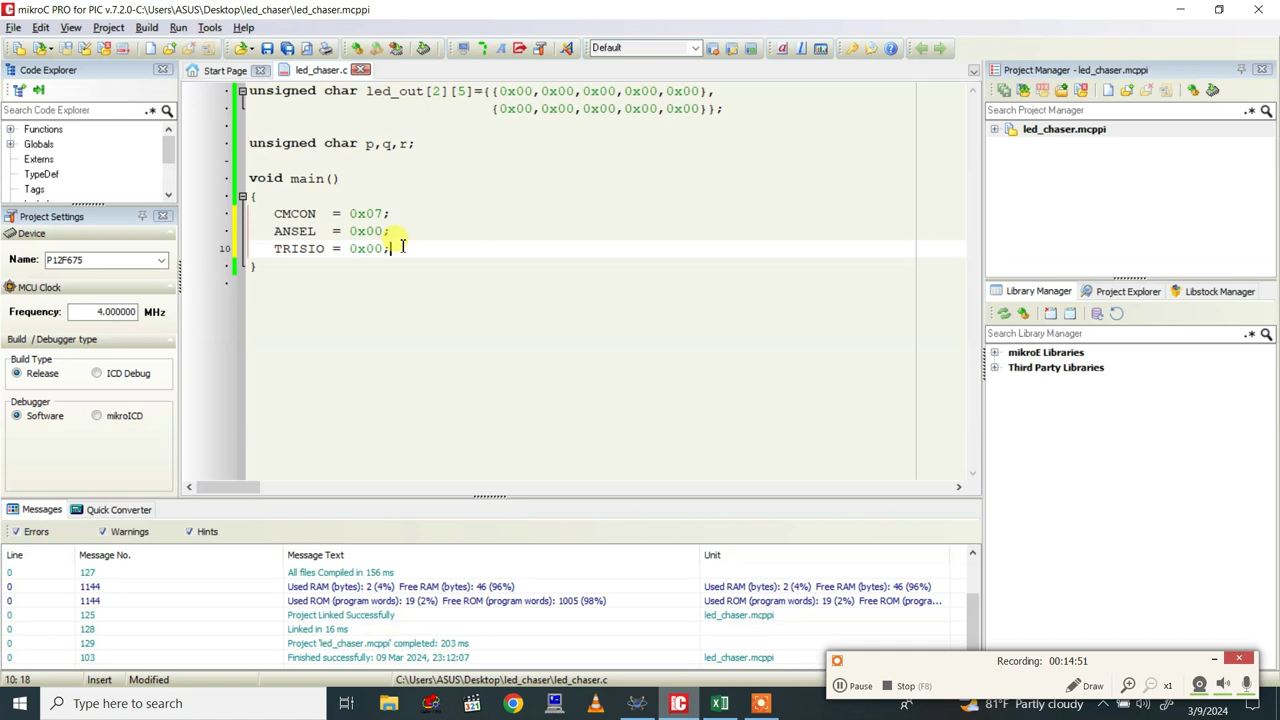 mikroC PRO for PIC v.7.2.0-C:\Users\ASUS\Desktop\led_chaser\led_chaser.mcppi
File Edit View Project Build Run Tools Help
Default
Code Explorer
Search Code Explorer
Functions
Globals
Externs
TypeDef
Tags
Project Settings
Device
Name: P12F675
MCU Clock
Frequency: 4.000000 MHz
Build / Debugger type
Build Type
Release ICD Debug
Debugger
Software mikroICD
Start Page led_chaser.c
unsigned char led_out[2][5]={{0x00,0x00,0x00,0x00,0x00},
{0x00,0x00,0x00,0x00,0x00}};
unsigned char p,q,r;
void main()
{
CMCON = 0x07;
ANSEL = 0x00;
10 TRISIO = 0x00;
}
Project Manager - led_chaser.mcppi
Search Project Manager
led_chaser.mcppi
Library Manager Project Explorer Libstock Manager
Search Library Manager
mikroE Libraries
Third Party Libraries
Messages Quick Converter
Errors Warnings Hints
Line Message No. Message Text Unit
0 127 All files Compiled in 156 ms
0 1144 Used RAM (bytes): 2 (4%) Free RAM (bytes): 46 (96%) Used RAM (bytes): 2 (4%) Free RAM (bytes): 46 (96%)
0 1144 Used ROM (program words): 19 (2%) Free ROM (program words): 1005 (98%) Used ROM (program words): 19 (2%) Free ROM (progra...
0 125 Project Linked Successfully led_chaser.mcppi
0 128 Linked in 16 ms
0 129 Project 'led_chaser.mcppi' completed: 203 ms
0 103 Finished successfully: 09 Mar 2024, 23:12:07 led_chaser.mcppi
10: 18 Insert Modified C:\Users\ASUS\Desktop\led_chaser\led_chaser.c
Recording: 00:14:51
Pause Stop (F8) Draw x1
Type here to search
81°F Partly cloudy
3/9/2024